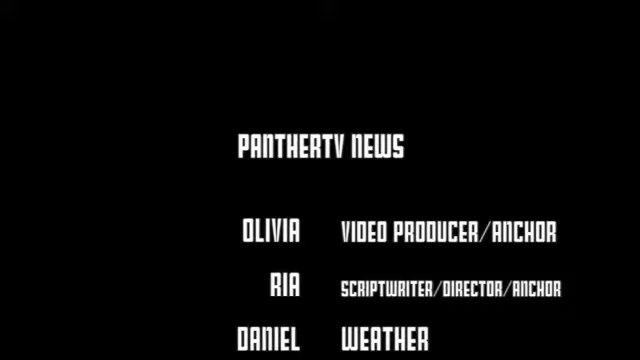 PANTHERTV NEWS
OLIVIA VIDEO PRODUCER/ANCHOR
RIA SCRIPTWRITER/DIRECTOR/ANCHOR
DANIEL WEATHER